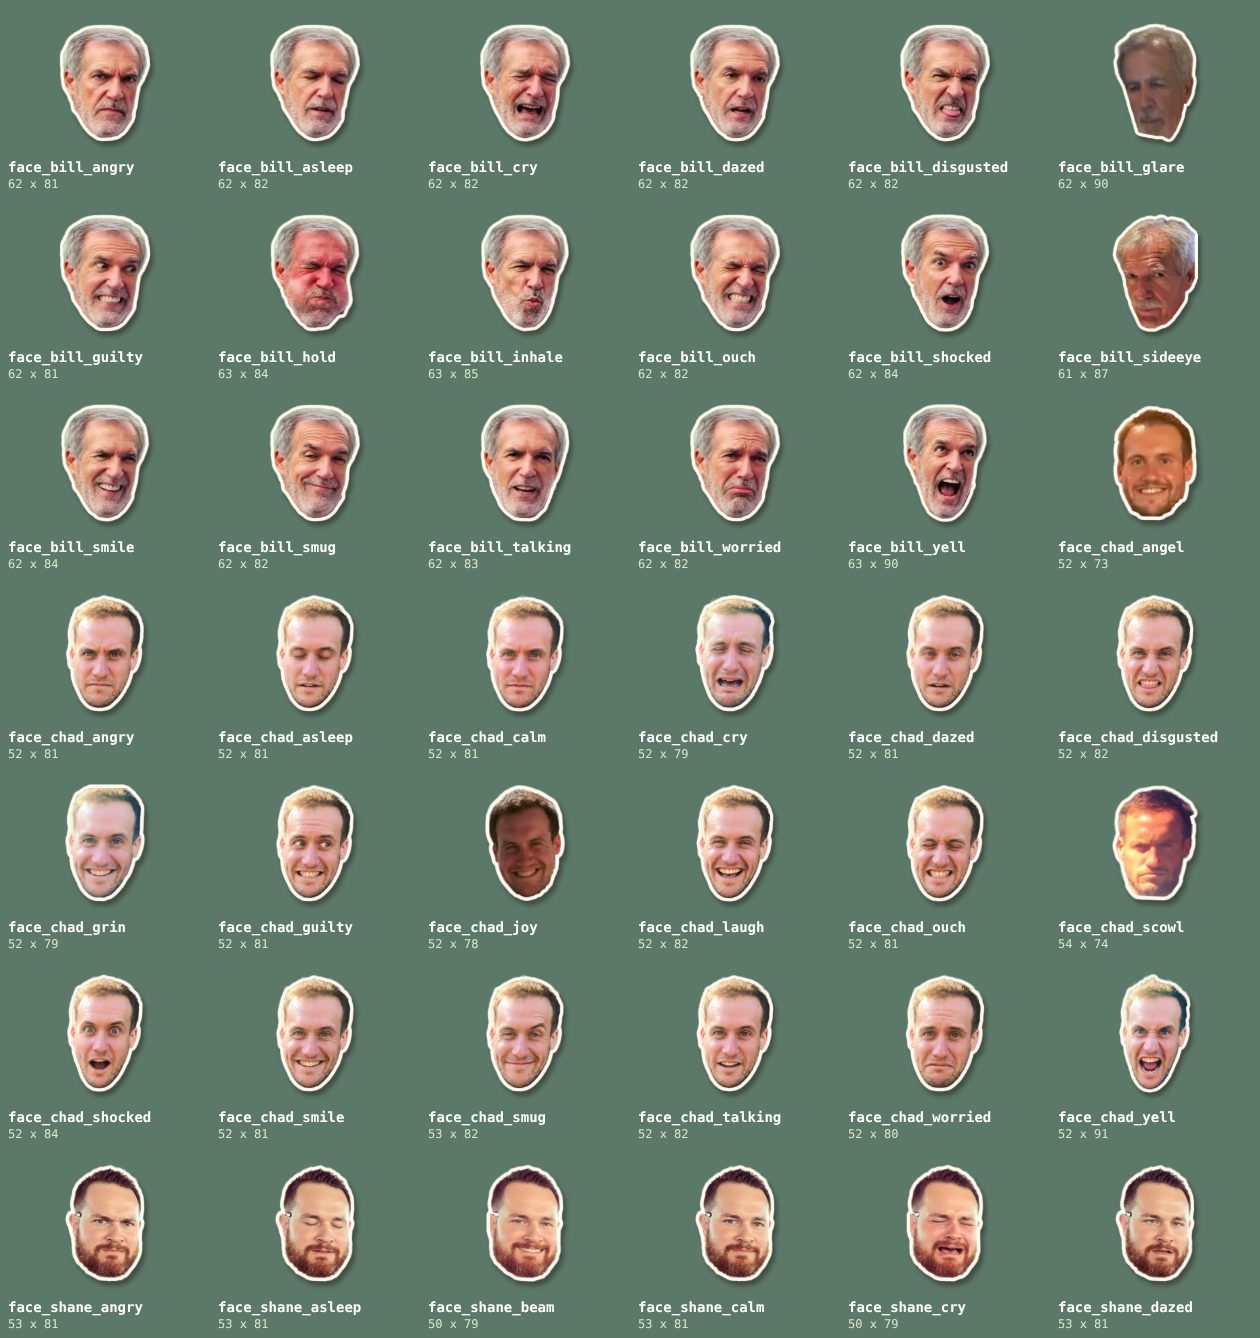 face_bill_angry
62 x 81
face_bill_asleep
62 x 82
face_bill_cry
62 x 82
face_bill_dazed
62 x 82
face_bill_disgusted
62 x 82
face_bill_glare
62 x 90
face_bill_guilty
62 x 81
face_bill_hold
63 x 84
face_bill_inhale
63 x 85
face_bill_ouch
62 x 82
face_bill_shocked
62 x 84
face_bill_sideeye
61 x 87
face_bill_smile
62 x 84
face_bill_smug
62 x 82
face_bill_talking
62 x 83
face_bill_worried
62 x 82
face_bill_yell
63 x 90
face_chad_angel
52 x 73
face_chad_angry
52 x 81
face_chad_asleep
52 x 81
face_chad_calm
52 x 81
face_chad_cry
52 x 79
face_chad_dazed
52 x 81
face_chad_disgusted
52 x 82
face_chad_grin
52 x 79
face_chad_guilty
52 x 81
face_chad_joy
52 x 78
face_chad_laugh
52 x 82
face_chad_ouch
52 x 81
face_chad_scowl
54 x 74
face_chad_shocked
52 x 84
face_chad_smile
52 x 81
face_chad_smug
53 x 82
face_chad_talking
52 x 82
face_chad_worried
52 x 80
face_chad_yell
52 x 91
face_shane_angry
53 x 81
face_shane_asleep
53 x 81
face_shane_beam
50 x 79
face_shane_calm
53 x 81
face_shane_cry
50 x 79
face_shane_dazed
53 x 81